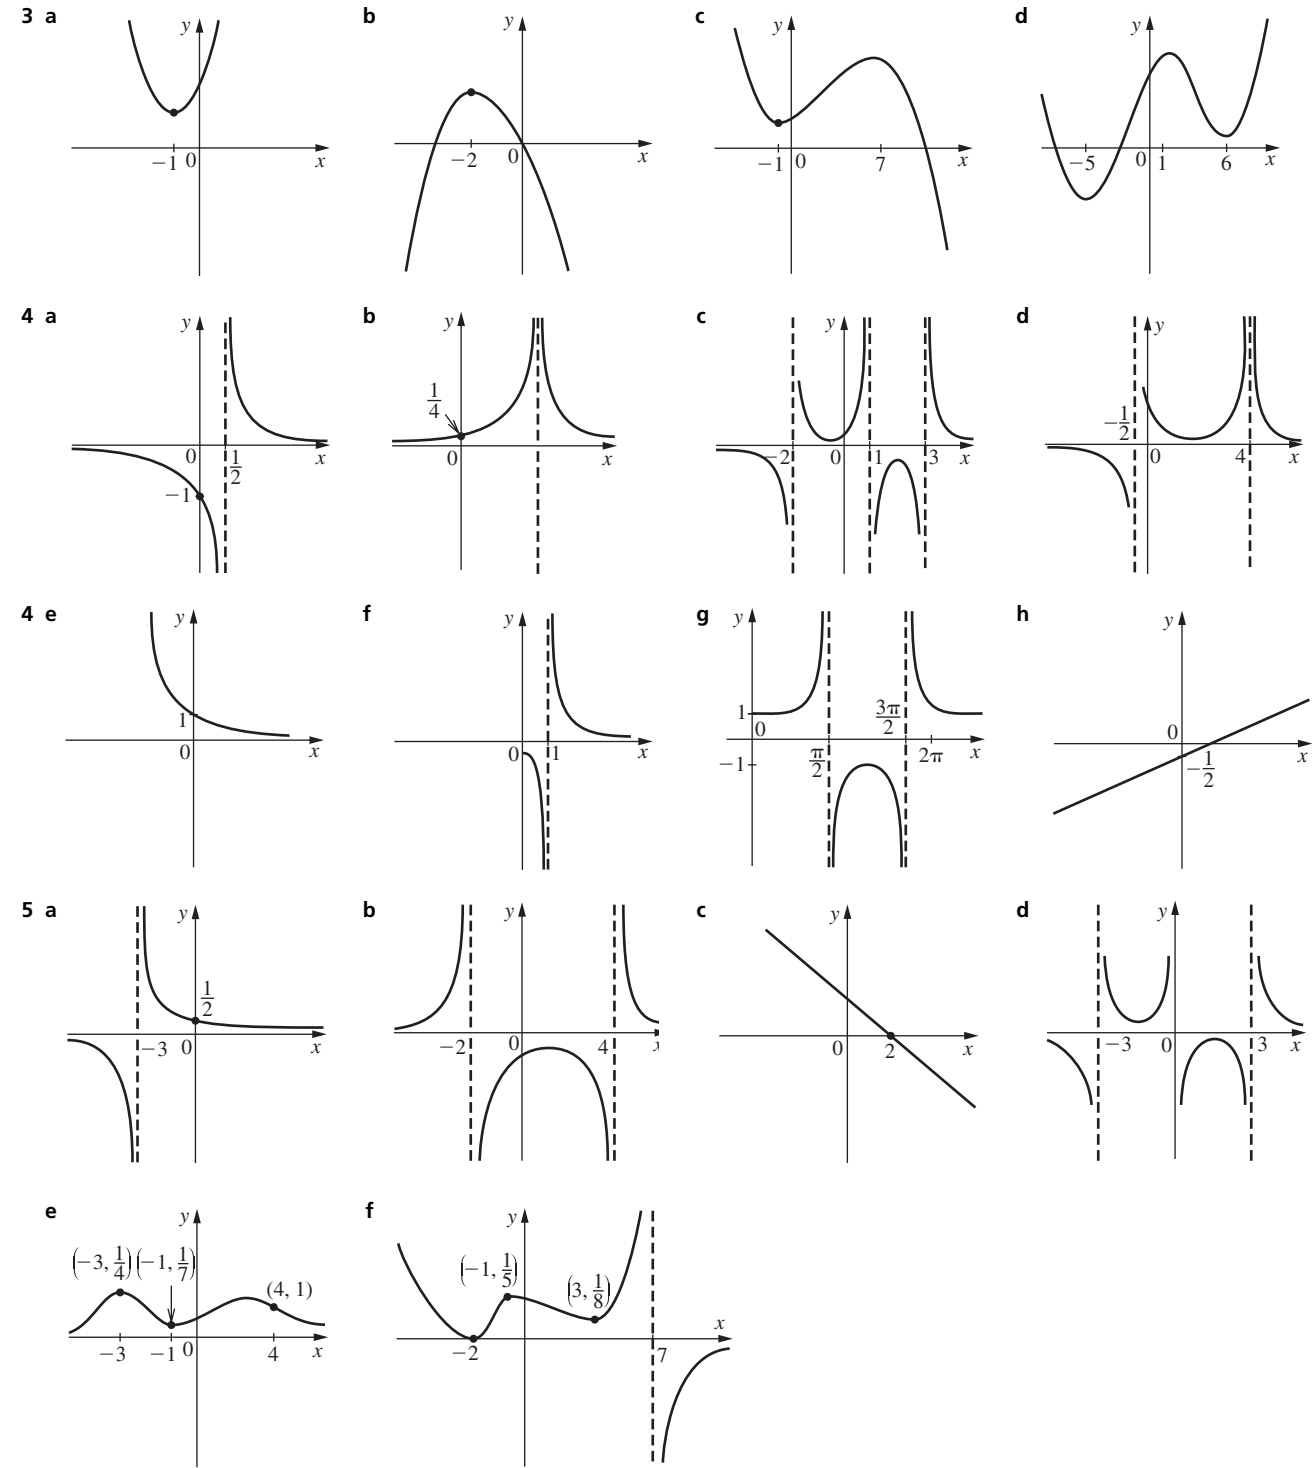 3 a
y
−1 0 x
b
y
−2 0 x
c
y
−1 0 7 x
d
y
−5 0 1 6 x
4 a
y
0 1/2 x
−1
b
y
1/4
0 x
c
y
−2 0 1 3 x
d
y
−1/2
0 4 x
4 e
y
1
0 x
f
y
0 1 x
g
y
1
0
3π/2
−1
π/2 2π x
h
y
0
−1/2 x
5 a
y
1/2
−3 0 x
b
y
−2 0 4
c
y
0 2 x
d
y
−3 0 3 x
e
y
(−3, 1/4) (−1, 1/7)
(4, 1)
−3 −1 0 4 x
f
y
(−1, 1/5)
(3, 1/8)
x
−2 7